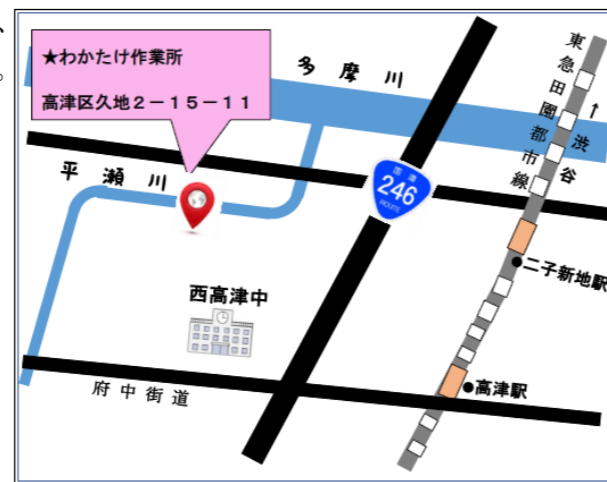 、
。
★わかたけ作業所
高津区久地２－１５－１１
多摩川
東急田園都市線
↑
渋谷
平瀬川
国道
246
ROUTE
●二子新地駅
西高津中
●高津駅
府中街道